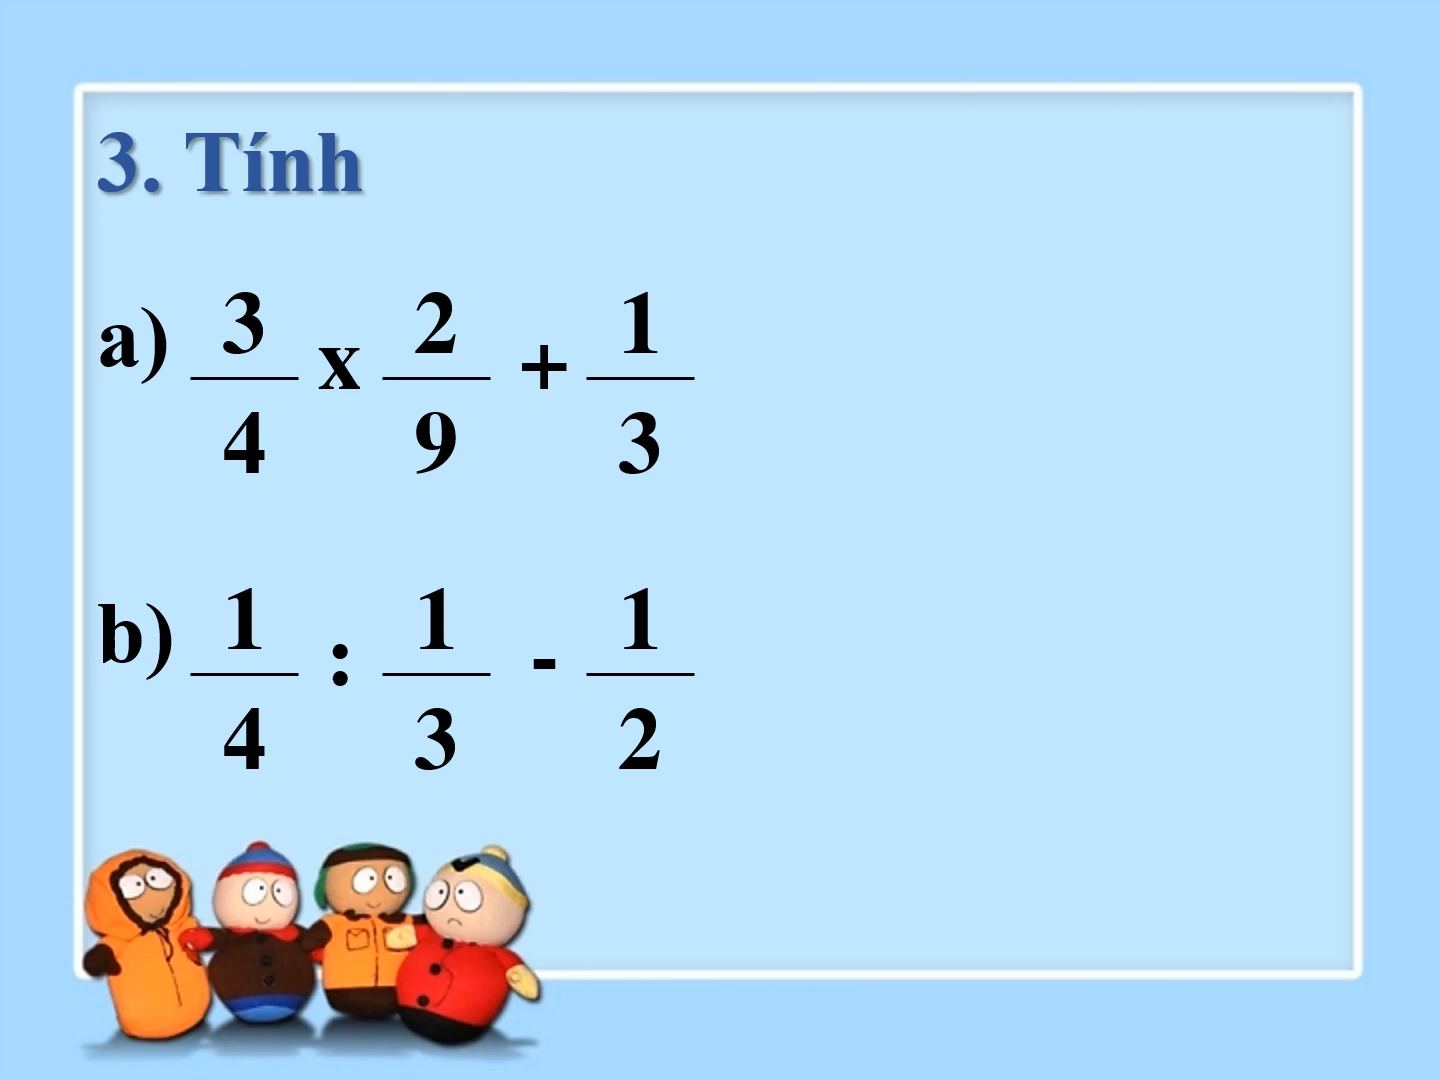 3. Tính
a) 3/4 x 2/9 + 1/3
b) 1/4 : 1/3 - 1/2